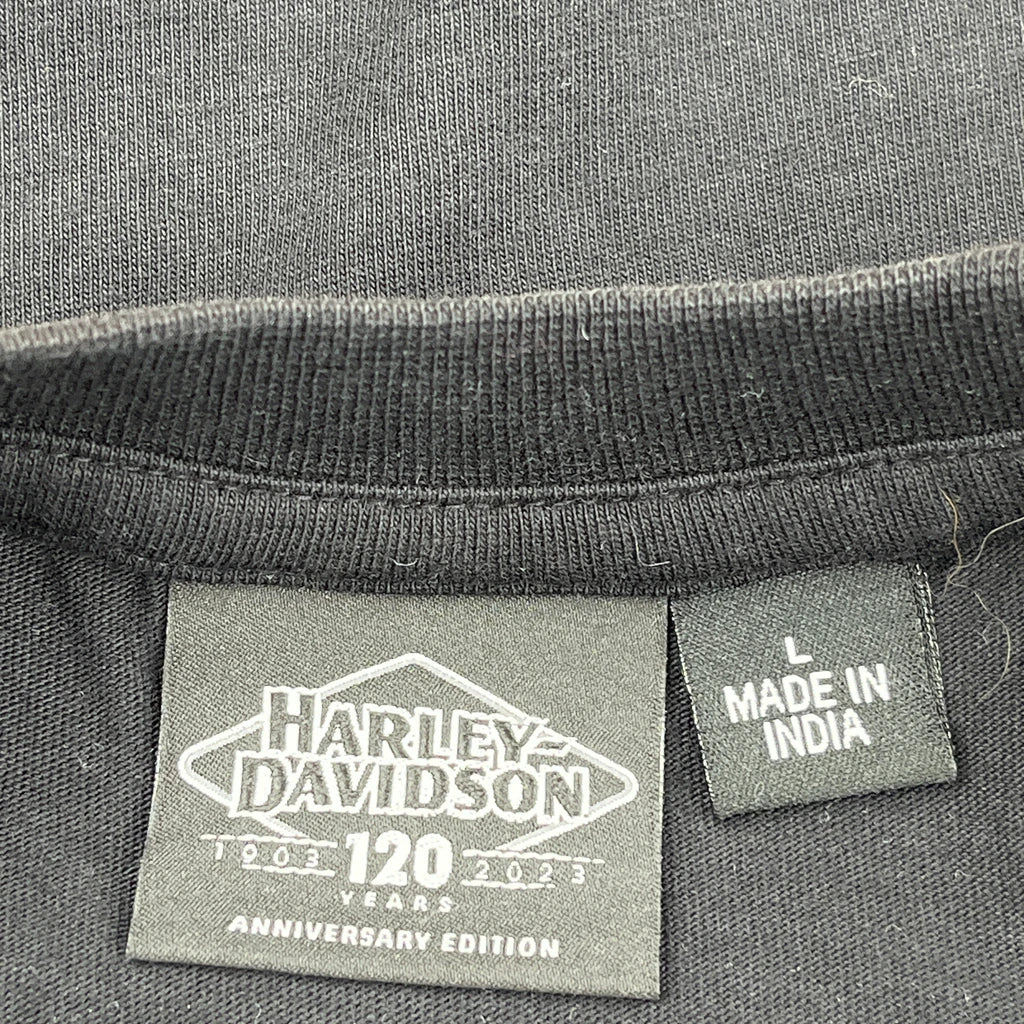 HARLEY-
DAVIDSON
1903 120 2023
YEARS
ANNIVERSARY EDITION
L
MADE IN
INDIA